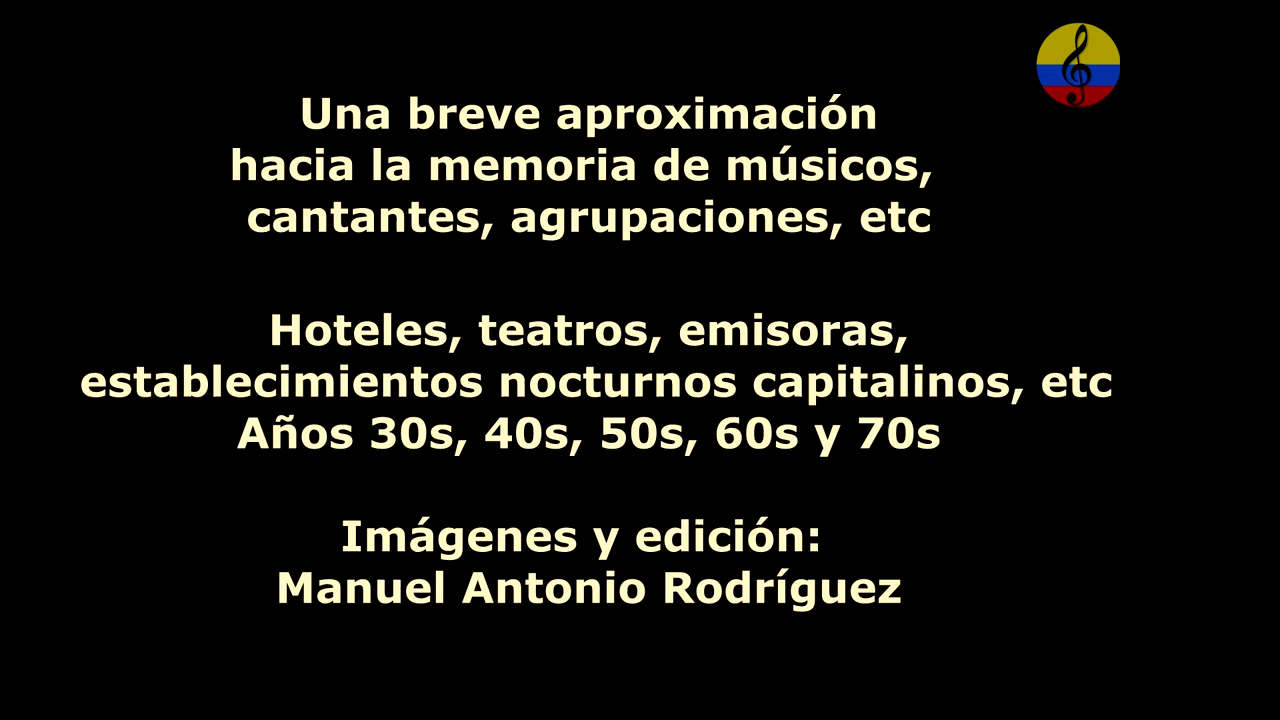 Una breve aproximación
hacia la memoria de músicos,
cantantes, agrupaciones, etc
Hoteles, teatros, emisoras,
establecimientos nocturnos capitalinos, etc
Años 30s, 40s, 50s, 60s y 70s
Imágenes y edición:
Manuel Antonio Rodríguez